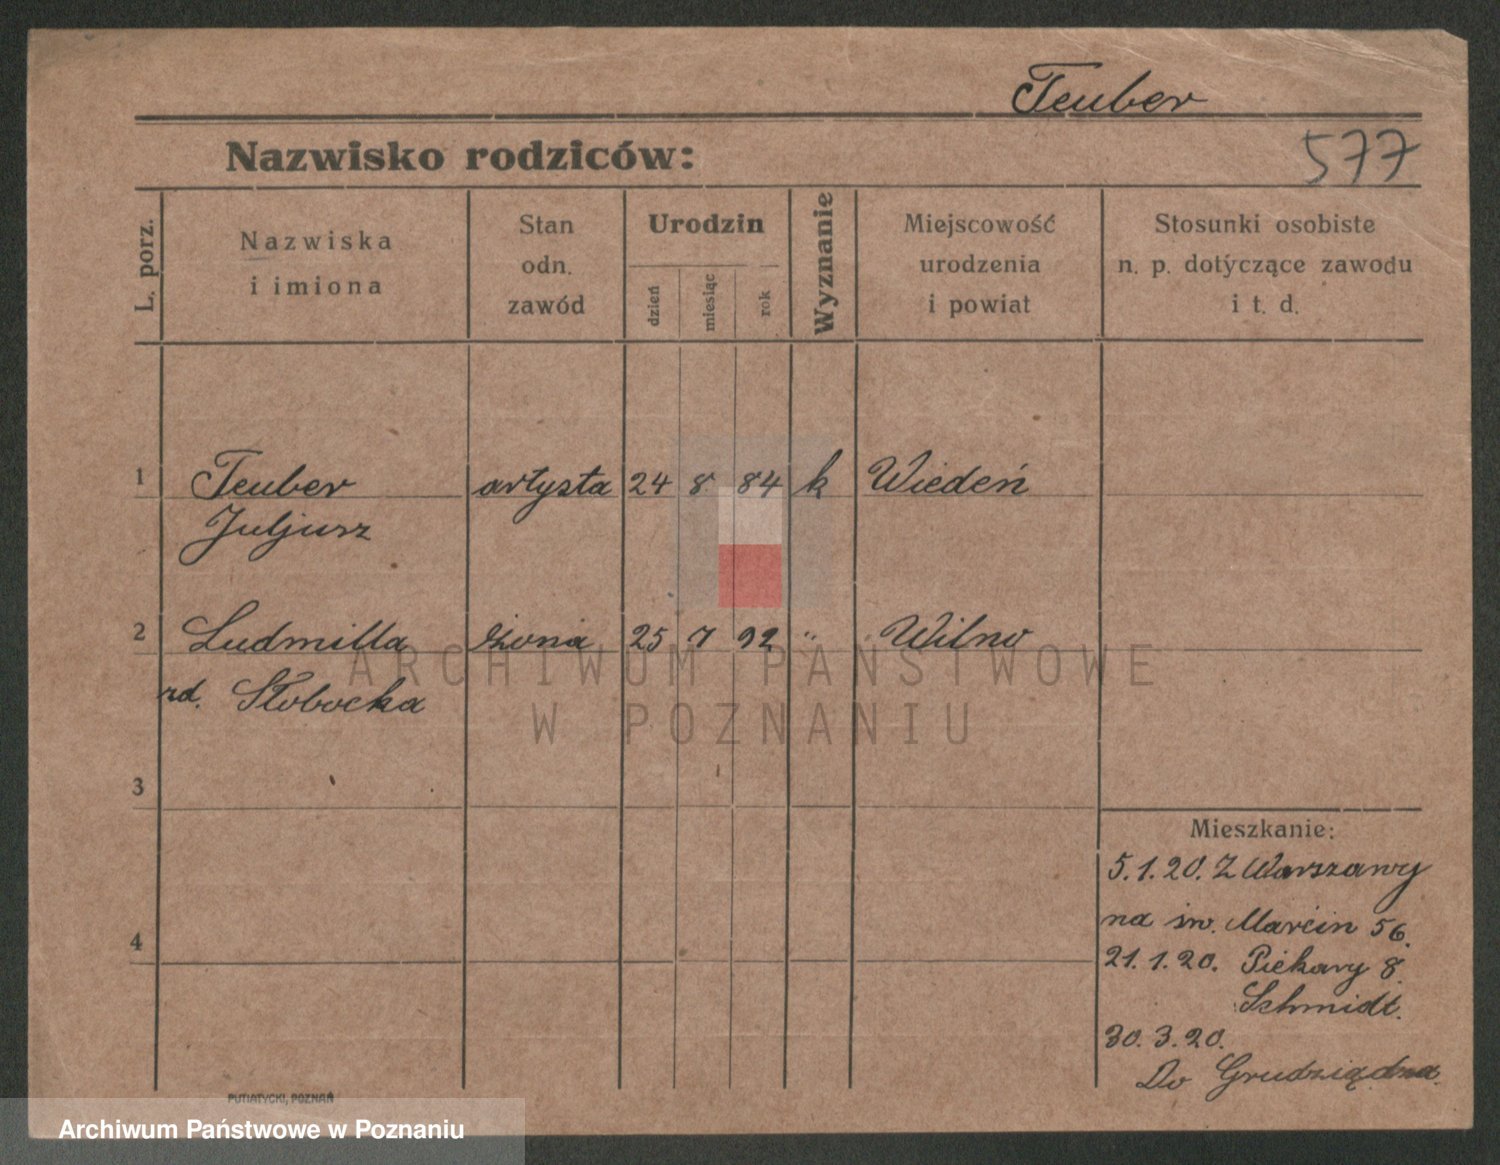 Teuber
Nazwisko rodziców:
577
L. porz.
Nazwiska
i imiona
Stan
odn.
zawód
Urodzin
dzień
miesiąc
rok
Wyznanie
Miejscowość
urodzenia
i powiat
Stosunki osobiste
n. p. dotyczące zawodu
i t. d.
1 Teuber artysta 24 8 84 k Wiedeń
Juljusz
2 Ludmilla żona 25 7 92 " Wilno
zd. Słobocka
ARCHIWUM PAŃSTWOWE
W POZNANIU
3
Mieszkanie:
5.1.20. Z Warszawy
na św. Marcin 56.
4
21.1.20. Piekary 8.
Schmidt.
30.3.20.
Do Grudziądza.
PUTIATYCKI, POZNAŃ
Archiwum Państwowe w Poznaniu